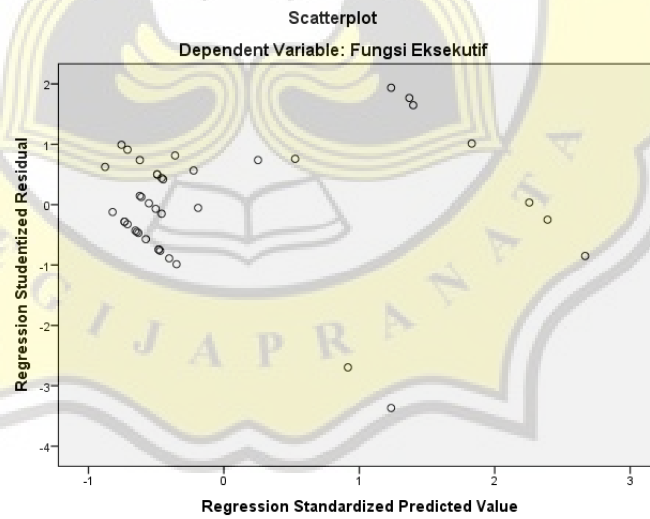 Scatterplot
Dependent Variable: Fungsi Eksekutif
Regression Studentized Residual
2
1
0
-1
-2
-3
-4
-1
0
1
2
3
Regression Standardized Predicted Value
GIJAPRANATA